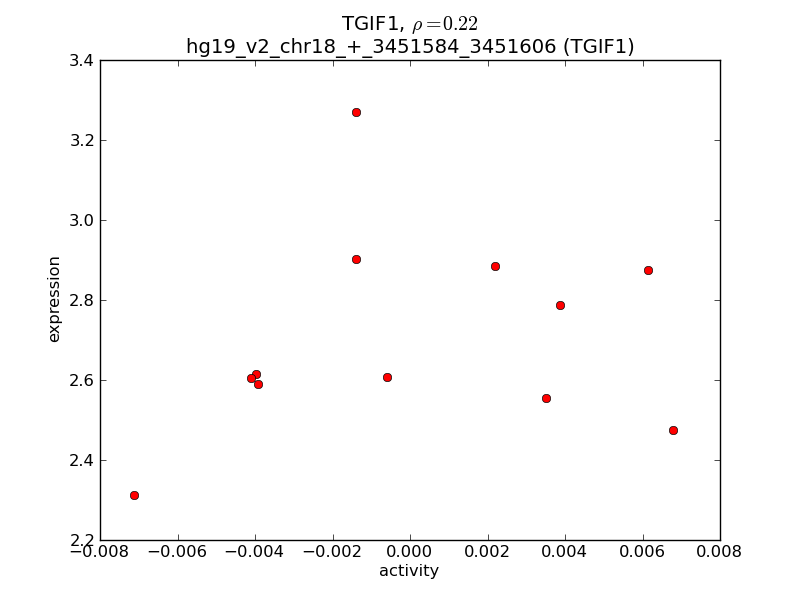 TGIF1, ρ = 0.22
hg19_v2_chr18_+_3451584_3451606 (TGIF1)
3.4
3.2
3.0
2.8
2.6
2.4
2.2
expression
−0.008 −0.006 −0.004 −0.002 0.000 0.002 0.004 0.006 0.008
activity